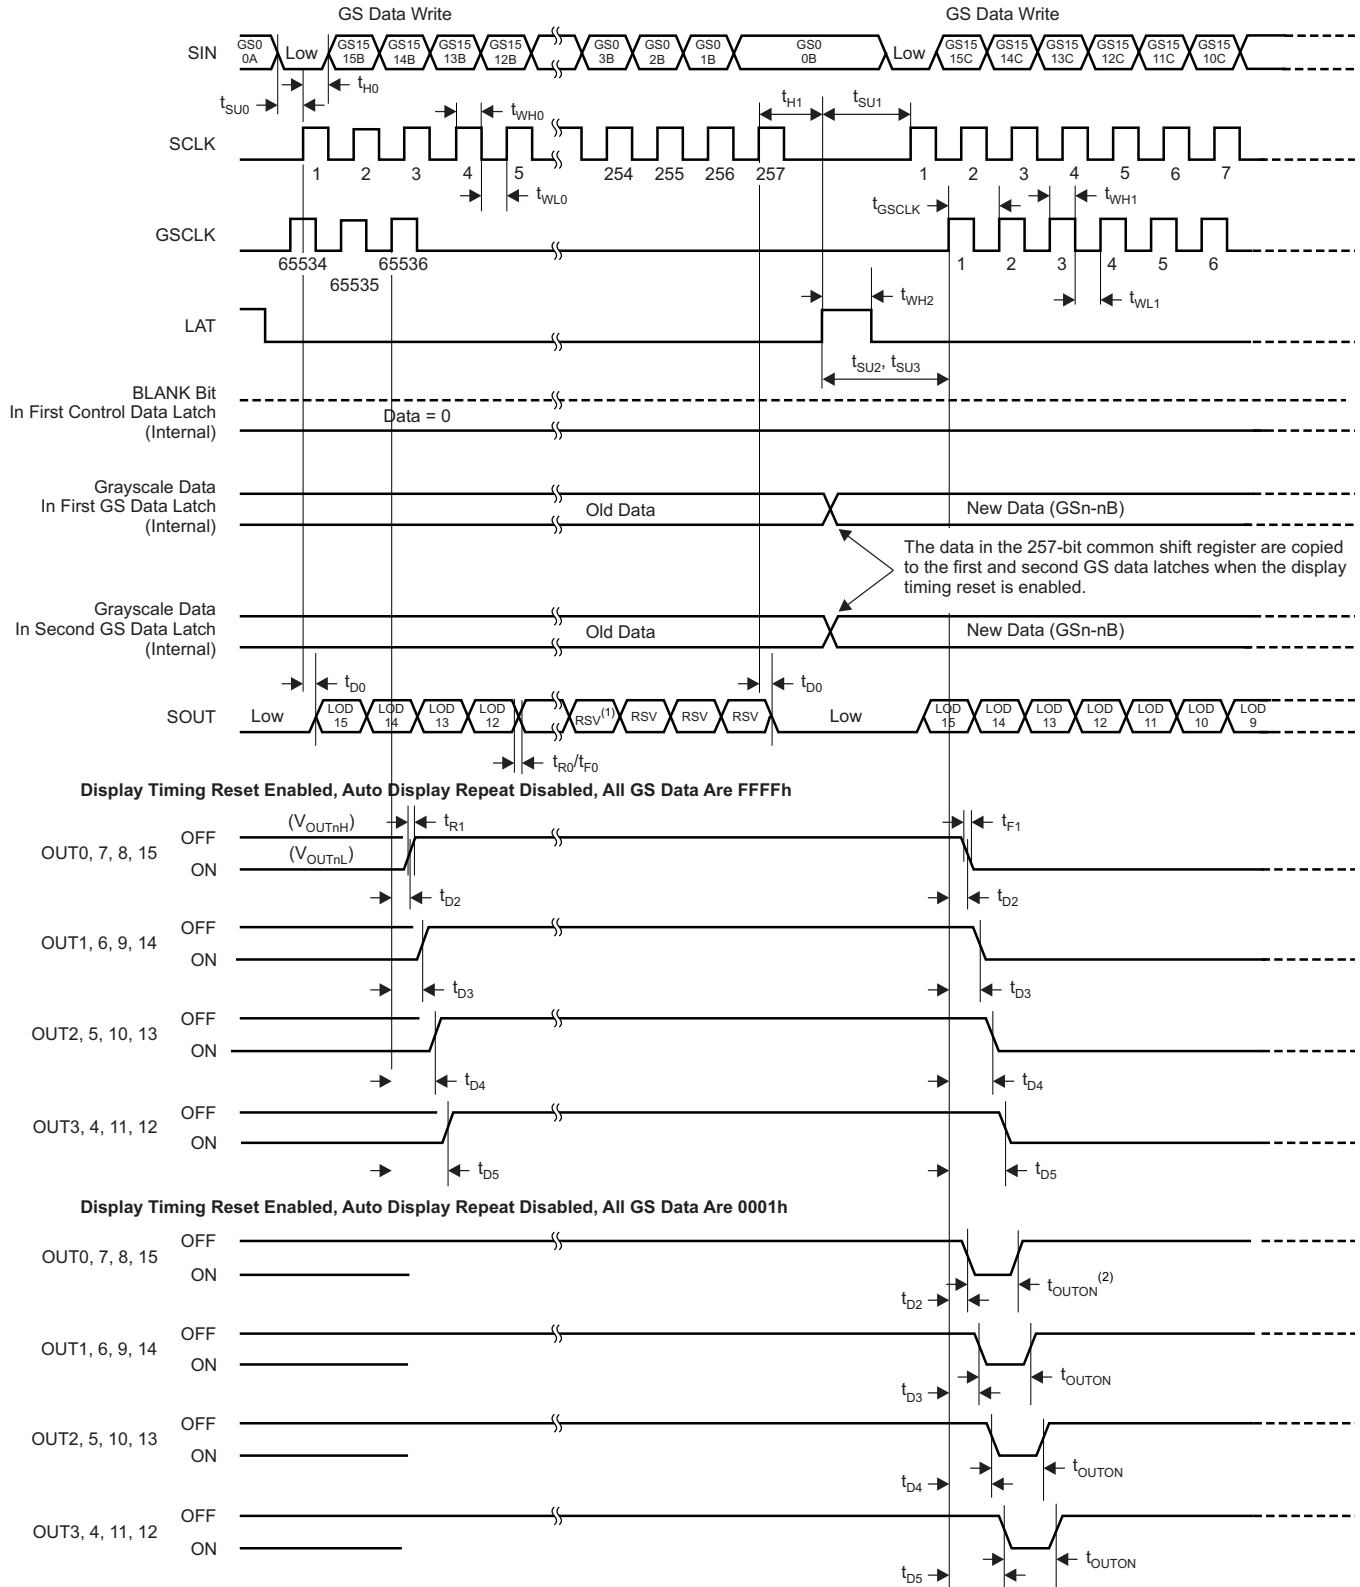 GS Data Write GS Data Write
SIN GS0 0A Low GS15 15B GS15 14B GS15 13B GS15 12B GS0 3B GS0 2B GS0 1B GS0 0B Low GS15 15C GS15 14C GS15 13C GS15 12C GS15 11C GS15 10C
tSU0 tH0 tWH0 tH1 tSU1
SCLK
1 2 3 4 5 254 255 256 257 1 2 3 4 5 6 7
tWL0 tGSCLK tWH1
GSCLK
65534 65535 65536 1 2 3 4 5 6
tWH2 tWL1
LAT
tSU2, tSU3
BLANK Bit
In First Control Data Latch
(Internal)
Data = 0
Grayscale Data
In First GS Data Latch
(Internal)
Old Data New Data (GSn-nB)
The data in the 257-bit common shift register are copied
to the first and second GS data latches when the display
timing reset is enabled.
Grayscale Data
In Second GS Data Latch
(Internal)
Old Data New Data (GSn-nB)
tD0 tD0
SOUT Low LOD 15 LOD 14 LOD 13 LOD 12 RSV(1) RSV RSV RSV Low LOD 15 LOD 14 LOD 13 LOD 12 LOD 11 LOD 10 LOD 9
tR0/tF0
Display Timing Reset Enabled, Auto Display Repeat Disabled, All GS Data Are FFFFh
OUT0, 7, 8, 15 OFF (VOUTnH) tR1 tF1
ON (VOUTnL)
tD2 tD2
OUT1, 6, 9, 14 OFF
ON
tD3 tD3
OUT2, 5, 10, 13 OFF
ON
tD4 tD4
OUT3, 4, 11, 12 OFF
ON
tD5 tD5
Display Timing Reset Enabled, Auto Display Repeat Disabled, All GS Data Are 0001h
OUT0, 7, 8, 15 OFF
ON
tD2 tOUTON(2)
OUT1, 6, 9, 14 OFF
ON
tD3 tOUTON
OUT2, 5, 10, 13 OFF
ON
tD4 tOUTON
OUT3, 4, 11, 12 OFF
ON
tD5 tOUTON